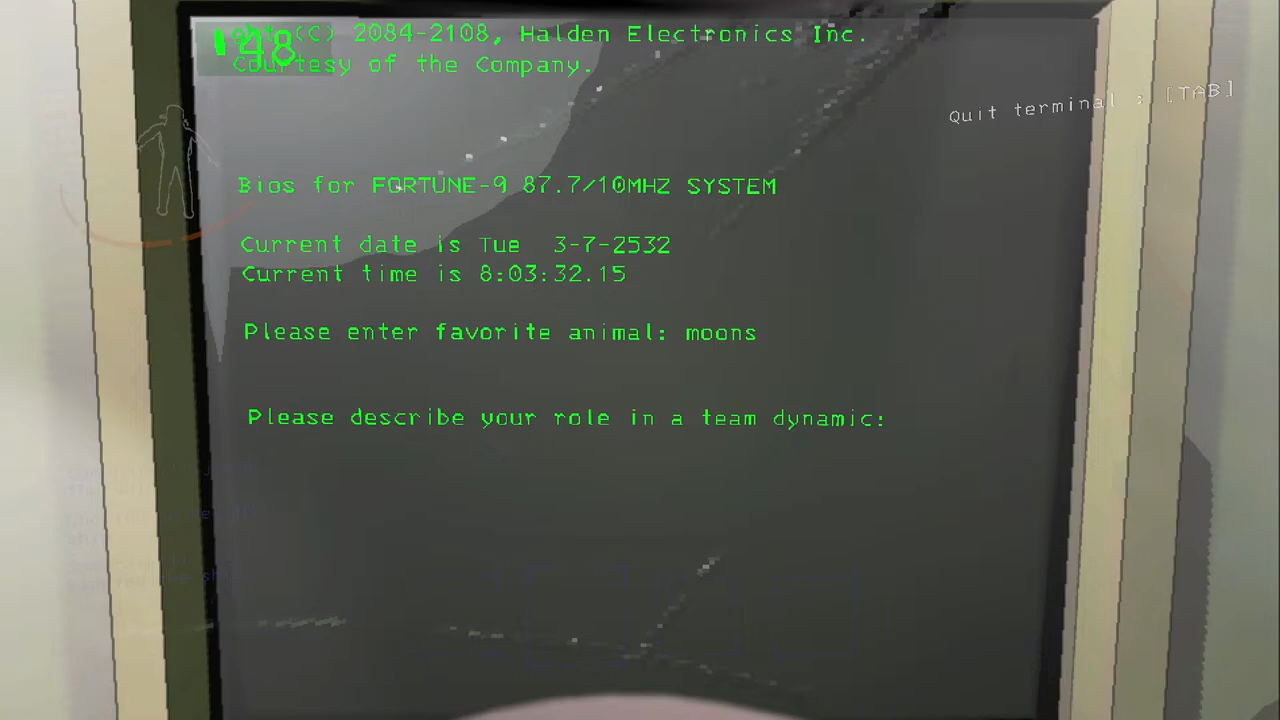 ght (C) 2084-2108, Halden Electronics Inc.
Courtesy of the Company.
48
Quit terminal : [TAB]
Bios for FORTUNE-9 87.7/10MHZ SYSTEM
Current date is Tue 3-7-2532
Current time is 8:03:32.15
Please enter favorite animal: moons
Please describe your role in a team dynamic: